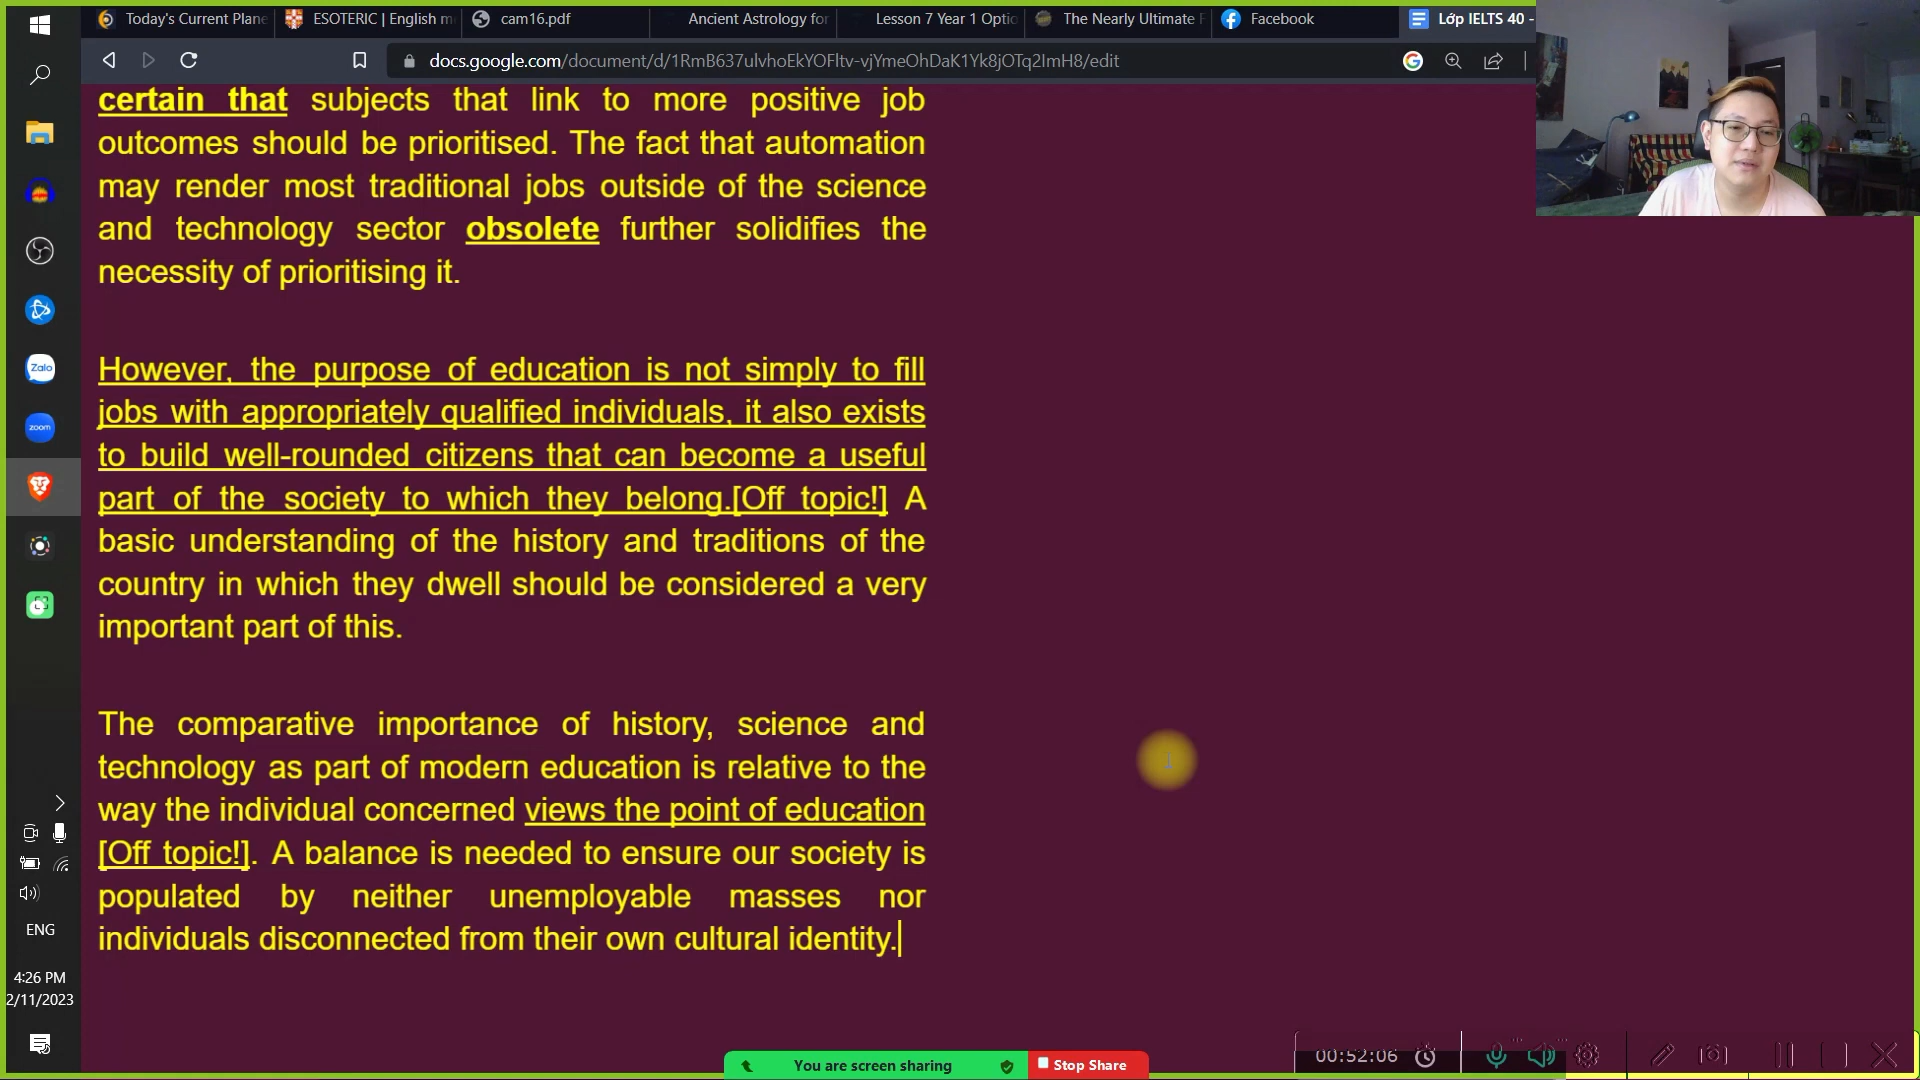 Today's Current Plane
ESOTERIC | English m
cam16.pdf
Ancient Astrology for
Lesson 7 Year 1 Optio
The Nearly Ultimate F
Facebook
Lớp IELTS 40 -
docs.google.com/document/d/1RmB637ulvhoEkYOFltv-vjYmeOhDaK1Yk8jOTq2ImH8/edit
certain that subjects that link to more positive job
outcomes should be prioritised. The fact that automation
may render most traditional jobs outside of the science
and technology sector obsolete further solidifies the
necessity of prioritising it.
However, the purpose of education is not simply to fill
jobs with appropriately qualified individuals, it also exists
to build well-rounded citizens that can become a useful
part of the society to which they belong.[Off topic!] A
basic understanding of the history and traditions of the
country in which they dwell should be considered a very
important part of this.
The comparative importance of history, science and
technology as part of modern education is relative to the
way the individual concerned views the point of education
[Off topic!]. A balance is needed to ensure our society is
populated by neither unemployable masses nor
individuals disconnected from their own cultural identity.
Zalo
zoom
ENG
4:26 PM
2/11/2023
You are screen sharing
Stop Share
00:52:06